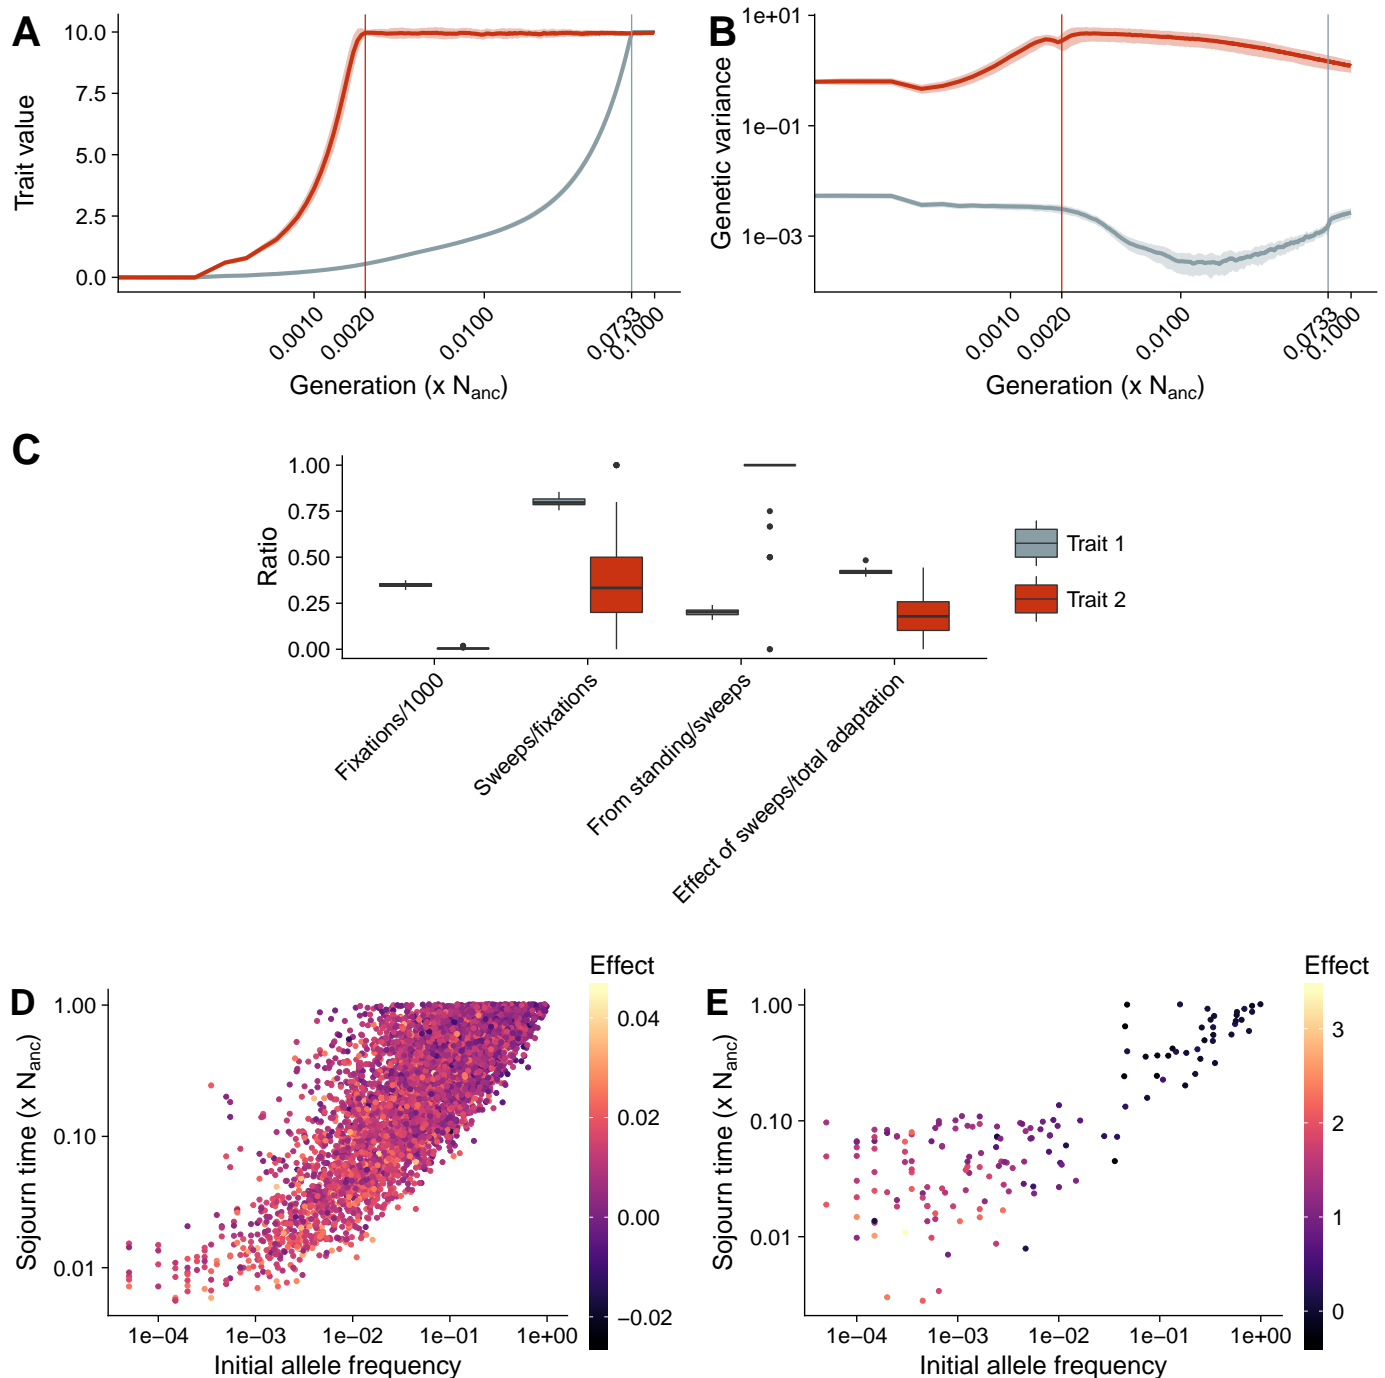 A
Trait value
10.0
7.5
5.0
2.5
0.0
0.0010
0.0020
0.0100
0.0733
0.1000
Generation (x Nanc)
B
Genetic variance
1e+01
1e−01
1e−03
0.0010
0.0020
0.0100
0.0733
0.1000
Generation (x Nanc)
C
Ratio
1.00
0.75
0.50
0.25
0.00
Fixations/1000
Sweeps/fixations
From standing/sweeps
Effect of sweeps/total adaptation
Trait 1
Trait 2
D
Sojourn time (x Nanc)
1.00
0.10
0.01
1e−04
1e−03
1e−02
1e−01
1e+00
Initial allele frequency
Effect
0.04
0.02
0.00
−0.02
E
Sojourn time (x Nanc)
1.00
0.10
0.01
1e−04
1e−03
1e−02
1e−01
1e+00
Initial allele frequency
Effect
3
2
1
0